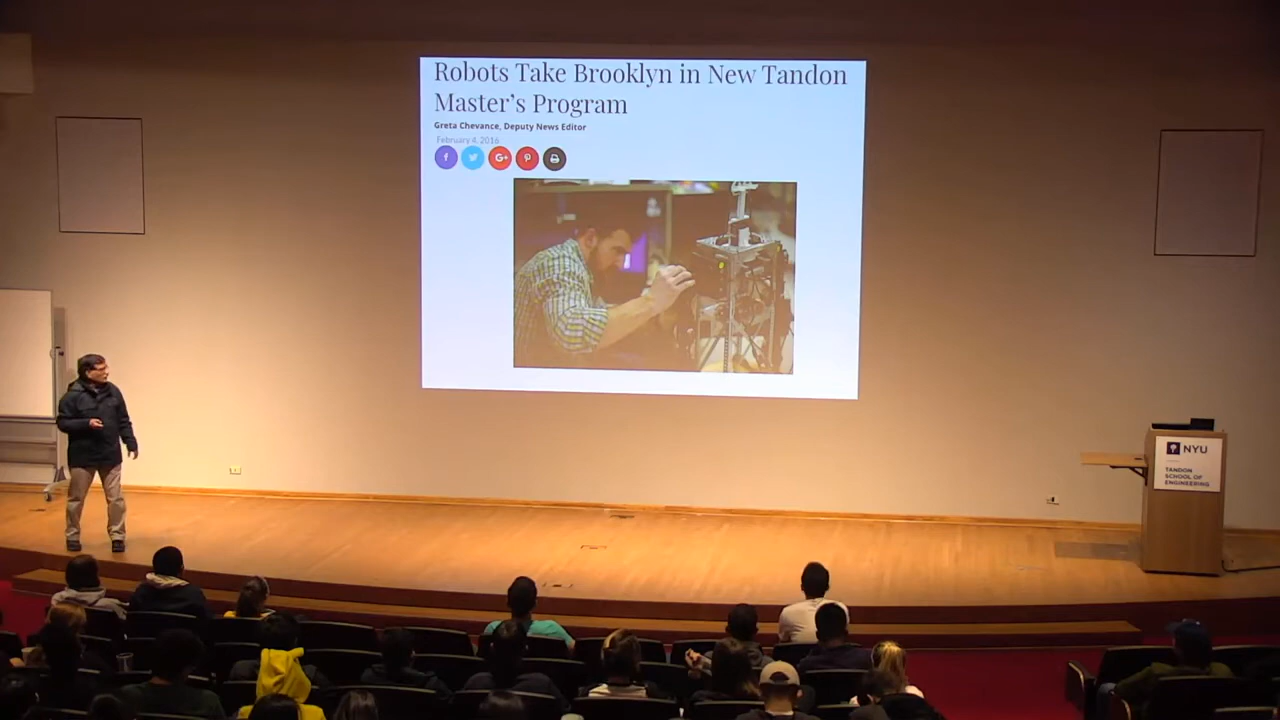 Robots Take Brooklyn in New Tandon
Master's Program
Greta Chevance, Deputy News Editor
February 4, 2016
f
G+
NYU
TANDON
SCHOOL OF
ENGINEERING